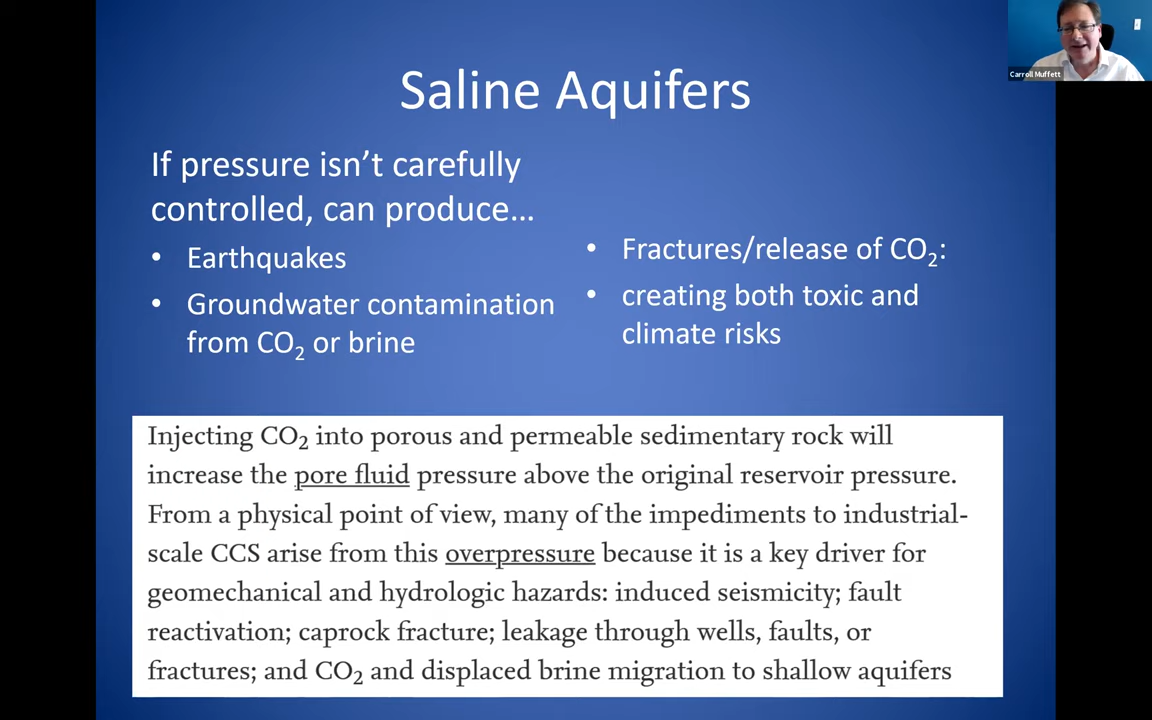 Carroll Muffett
Saline Aquifers
If pressure isn’t carefully
controlled, can produce…
• Earthquakes
• Groundwater contamination
from CO₂ or brine
• Fractures/release of CO₂:
• creating both toxic and
climate risks
Injecting CO₂ into porous and permeable sedimentary rock will
increase the pore fluid pressure above the original reservoir pressure.
From a physical point of view, many of the impediments to industrial-
scale CCS arise from this overpressure because it is a key driver for
geomechanical and hydrologic hazards: induced seismicity; fault
reactivation; caprock fracture; leakage through wells, faults, or
fractures; and CO₂ and displaced brine migration to shallow aquifers